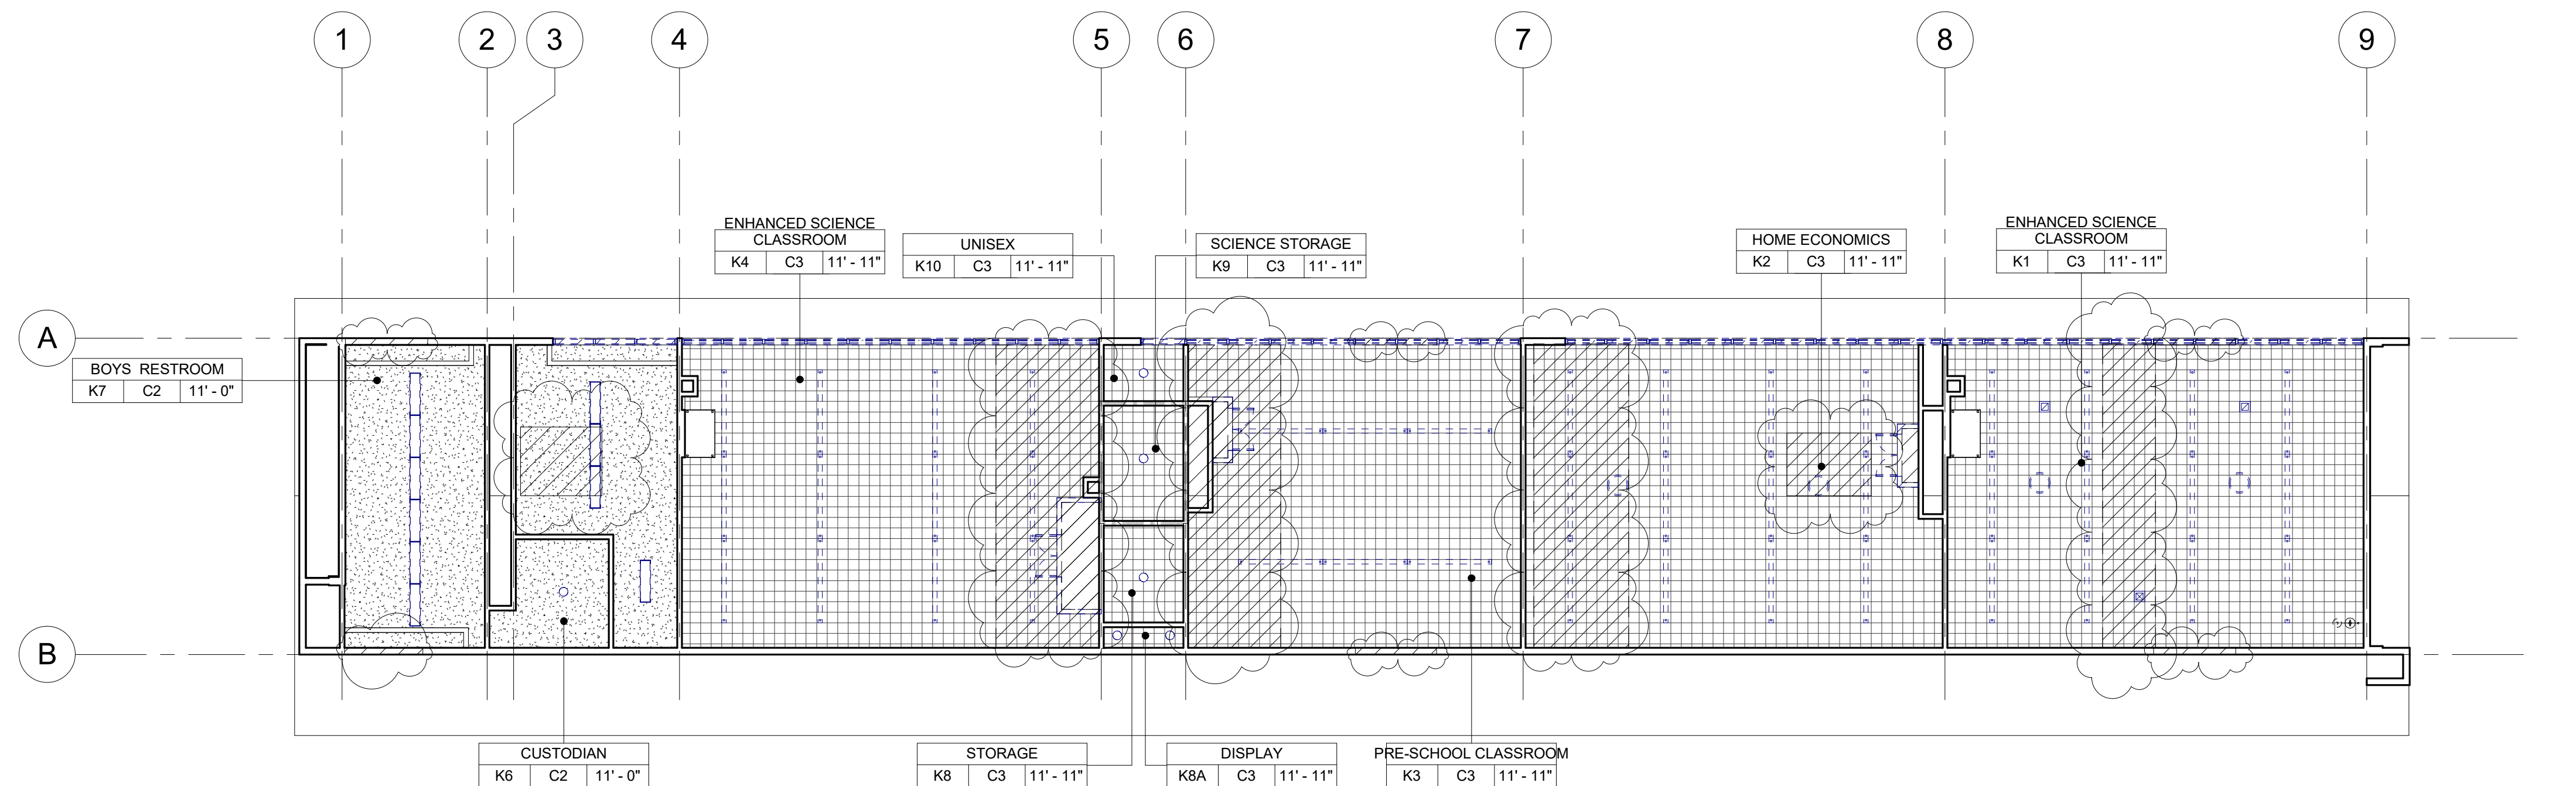 1 2 3 4 5 6 7 8 9
ENHANCED SCIENCE
CLASSROOM
K4 C3 11' - 11"
UNISEX
K10 C3 11' - 11"
SCIENCE STORAGE
K9 C3 11' - 11"
HOME ECONOMICS
K2 C3 11' - 11"
ENHANCED SCIENCE
CLASSROOM
K1 C3 11' - 11"
A
BOYS RESTROOM
K7 C2 11' - 0"
B
CUSTODIAN
K6 C2 11' - 0"
STORAGE
K8 C3 11' - 11"
DISPLAY
K8A C3 11' - 11"
PRE-SCHOOL CLASSROOM
K3 C3 11' - 11"